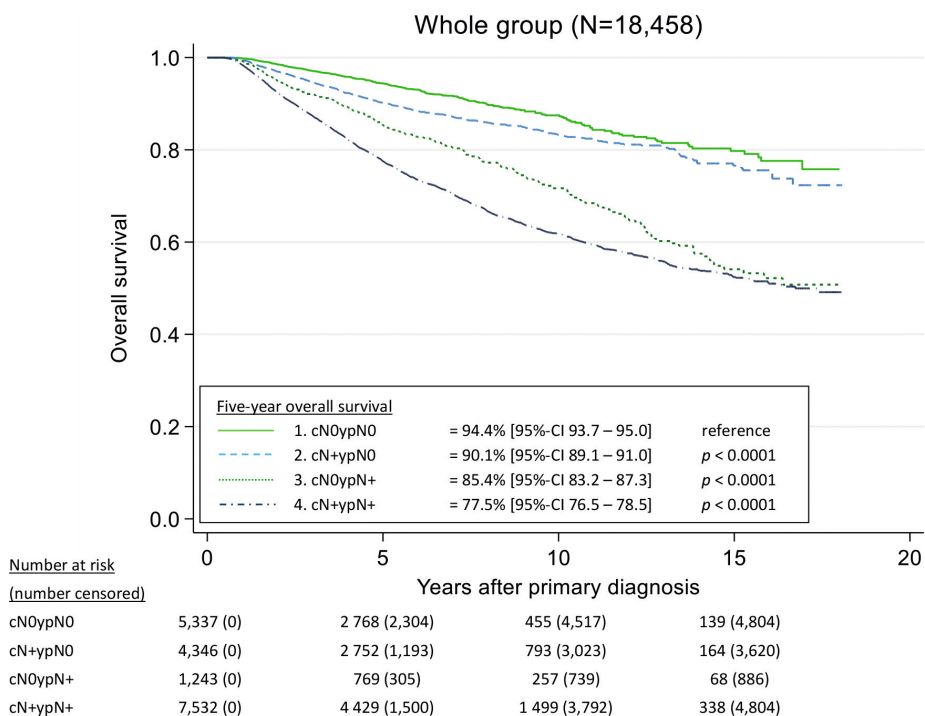 Whole group (N=18,458)
Overall survival
1.0
0.8
0.6
0.4
0.2
0.0
Five-year overall survival
1. cN0ypN0 = 94.4% [95%-CI 93.7 – 95.0] reference
2. cN+ypN0 = 90.1% [95%-CI 89.1 – 91.0] p < 0.0001
3. cN0ypN+ = 85.4% [95%-CI 83.2 – 87.3] p < 0.0001
4. cN+ypN+ = 77.5% [95%-CI 76.5 – 78.5] p < 0.0001
0 5 10 15 20
Years after primary diagnosis
Number at risk
(number censored)
cN0ypN0 5,337 (0) 2 768 (2,304) 455 (4,517) 139 (4,804)
cN+ypN0 4,346 (0) 2 752 (1,193) 793 (3,023) 164 (3,620)
cN0ypN+ 1,243 (0) 769 (305) 257 (739) 68 (886)
cN+ypN+ 7,532 (0) 4 429 (1,500) 1 499 (3,792) 338 (4,804)